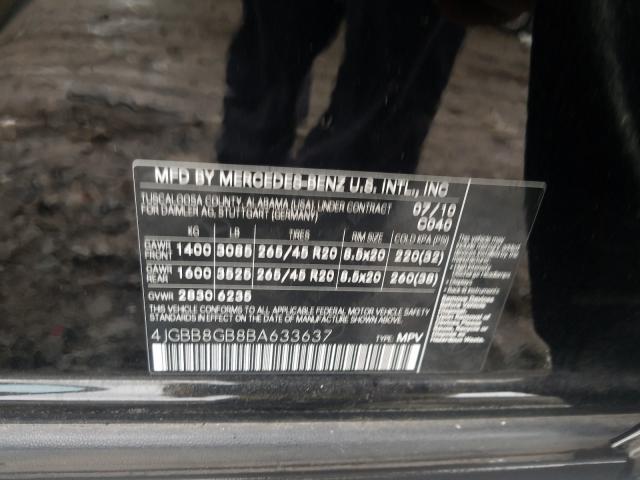 MFD BY MERCEDES-BENZ U.S. INTL., INC
TUSCALOOSA COUNTY, ALABAMA (USA) UNDER CONTRACT
FOR DAIMLER AG, STUTTGART (GERMANY)
07/10
C040
KG LB TIRES RIM SIZE COLD KPA (PSI)
GAWR FRONT 1400 3085 265/45 R20 8.5x20 220(32)
GAWR REAR 1600 3525 265/45 R20 8.5x20 260(38)
GVWR 2830 6235
THIS VEHICLE CONFORMS TO ALL APPLICABLE FEDERAL MOTOR VEHICLE SAFETY
STANDARDS IN EFFECT ON THE DATE OF MANUFACTURE SHOWN ABOVE.
4JGBB8GB8BA633637 TYPE: MPV